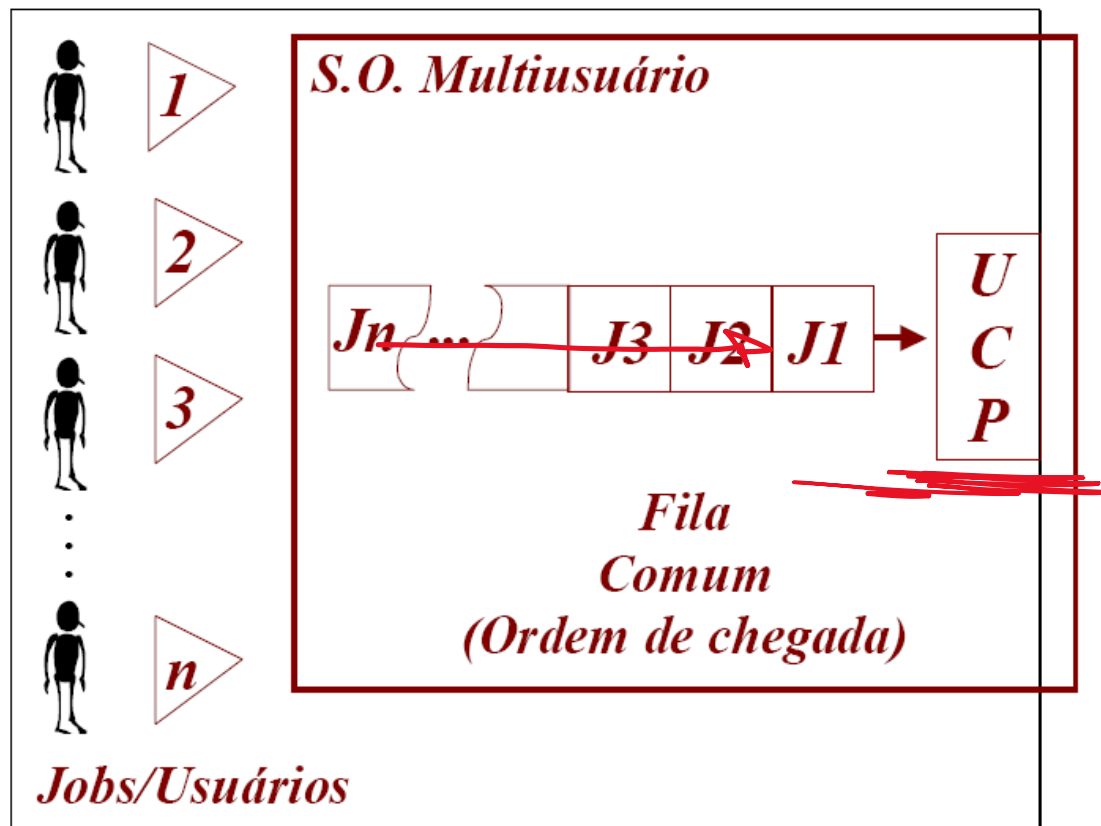 1
S.O. Multiusuário
2
Jn ... J3 J2 J1
U
C
P
3
Fila
Comum
(Ordem de chegada)
n
Jobs/Usuários